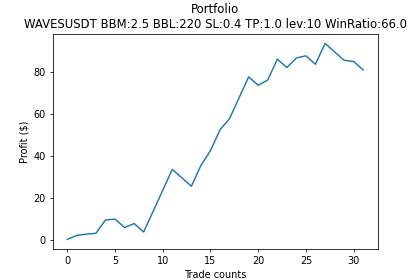 Portfolio
WAVESUSDT BBM:2.5 BBL:220 SL:0.4 TP:1.0 lev:10 WinRatio:66.0
Profit ($)
80
60
40
20
0
0 5 10 15 20 25 30
Trade counts